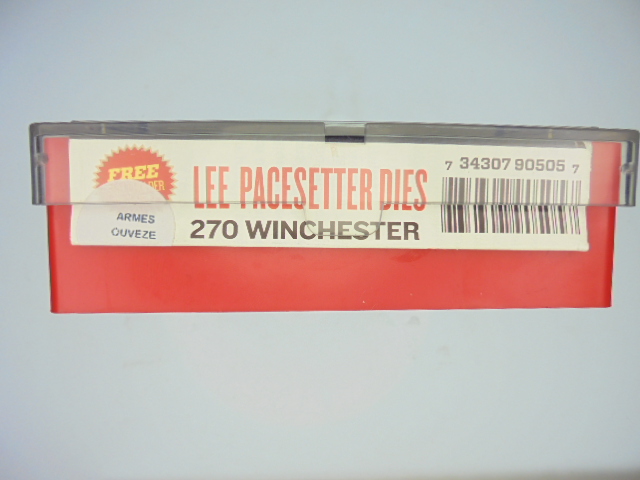 FREE
LEE PACESETTER DIES
270 WINCHESTER
ARMES
OUVEZE
7 34307 90505 7